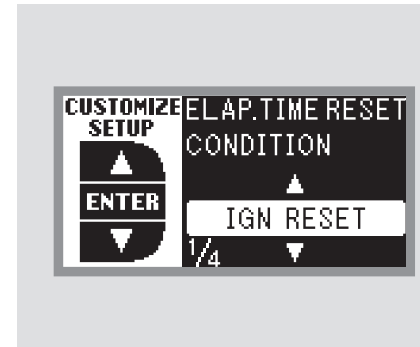 CUSTOMIZE
SETUP
ENTER
ELAP.TIME RESET
CONDITION
IGN RESET
1/4